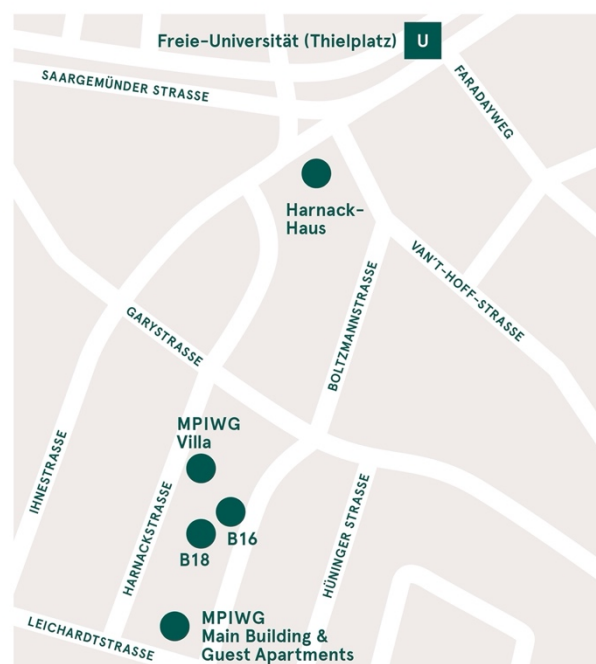 Freie-Universität (Thielplatz) U
SAARGEMÜNDER STRASSE
FARADAYWEG
Harnack-
Haus
VAN'T-HOFF-STRASSE
BOLTZMANNSTRASSE
GARYSTRASSE
MPIWG
Villa
IHNESTRASSE
HARNACKSTRASSE
HÜNINGER STRASSE
B16
B18
LEICHARDTSTRASSE
MPIWG
Main Building &
Guest Apartments